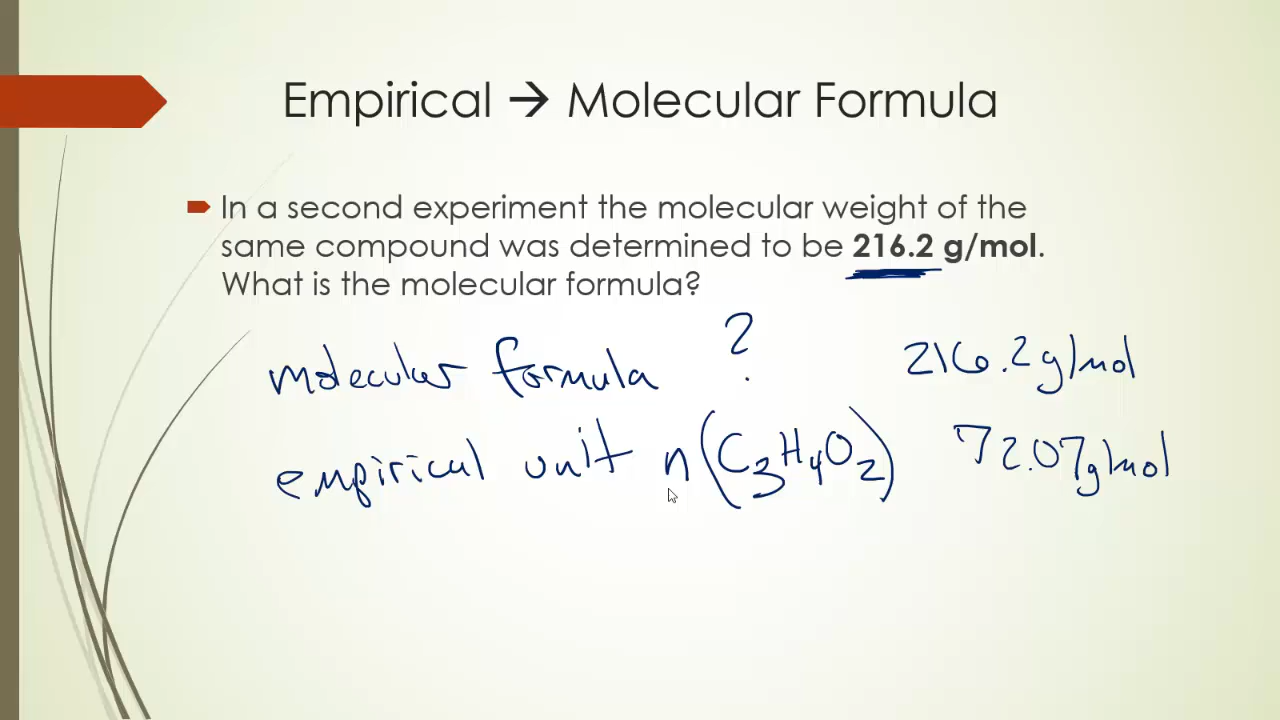 Empirical → Molecular Formula
In a second experiment the molecular weight of the
same compound was determined to be 216.2 g/mol.
What is the molecular formula?
molecular formula ? 216.2 g/mol
empirical unit n(C₃H₄O₂) 72.07 g/mol